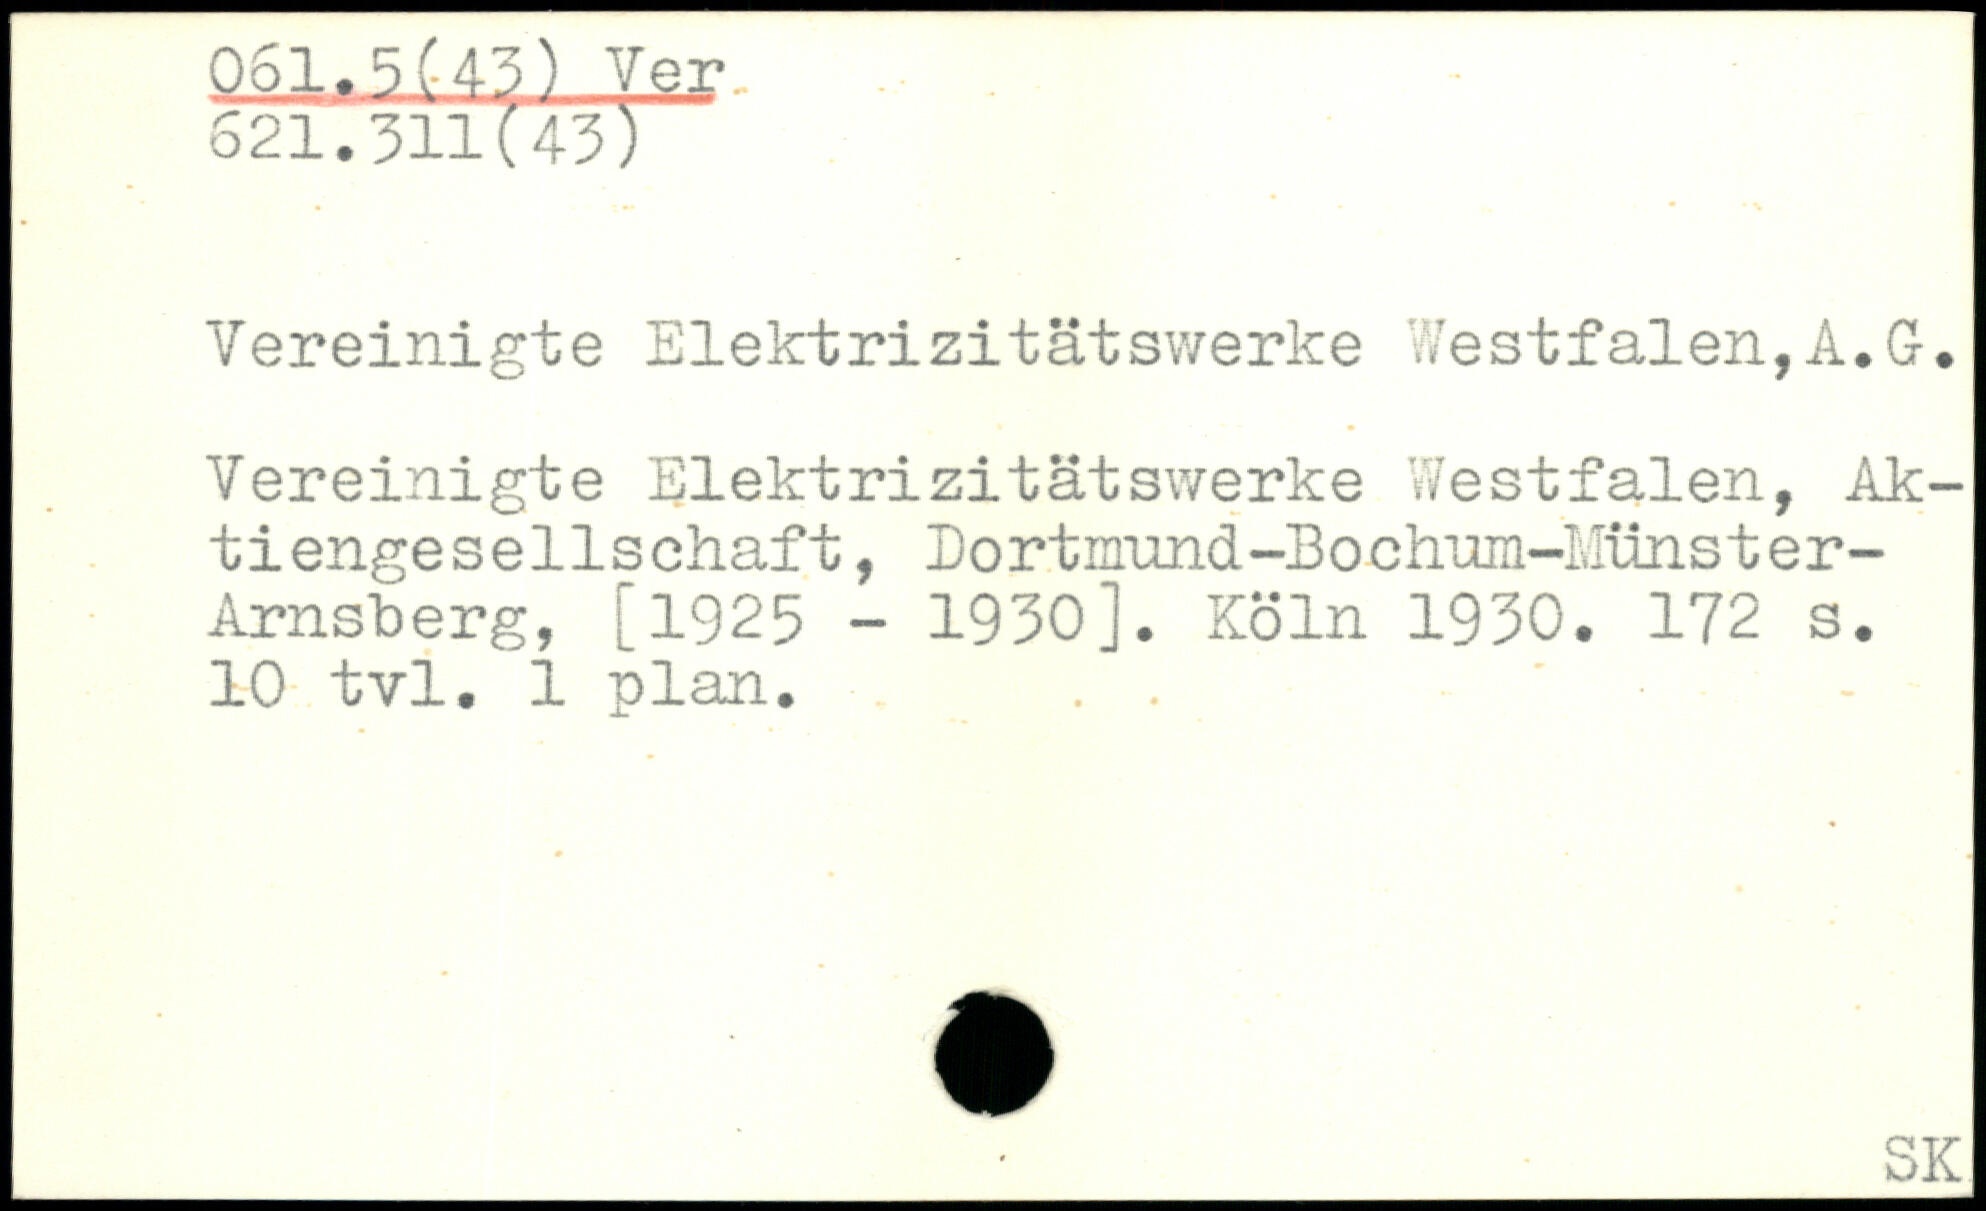 061.5(43) Ver
621.311(43)
Vereinigte Elektrizitätswerke Westfalen,A.G.
Vereinigte Elektrizitätswerke Westfalen, Ak-
tiengesellschaft, Dortmund-Bochum-Münster-
Arnsberg, [1925 - 1930]. Köln 1930. 172 s.
10 tvl. 1 plan.
SK